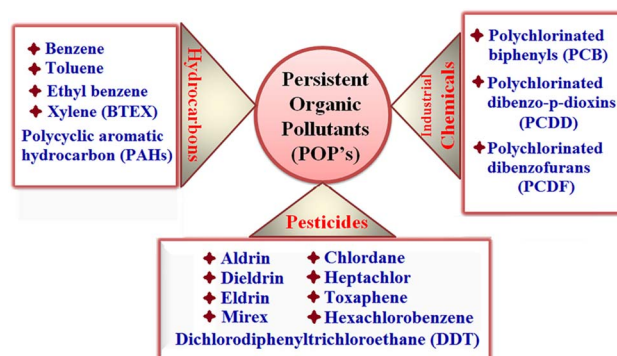 Benzene
Toluene
Ethyl benzene
Xylene (BTEX)
Polycyclic aromatic
hydrocarbon (PAHs)
Hydrocarbons
Persistent
Organic
Pollutants
(POP's)
Industrial
Chemicals
Polychlorinated
biphenyls (PCB)
Polychlorinated
dibenzo-p-dioxins
(PCDD)
Polychlorinated
dibenzofurans
(PCDF)
Pesticides
Aldrin
Dieldrin
Eldrin
Mirex
Chlordane
Heptachlor
Toxaphene
Hexachlorobenzene
Dichlorodiphenyltrichloroethane (DDT)